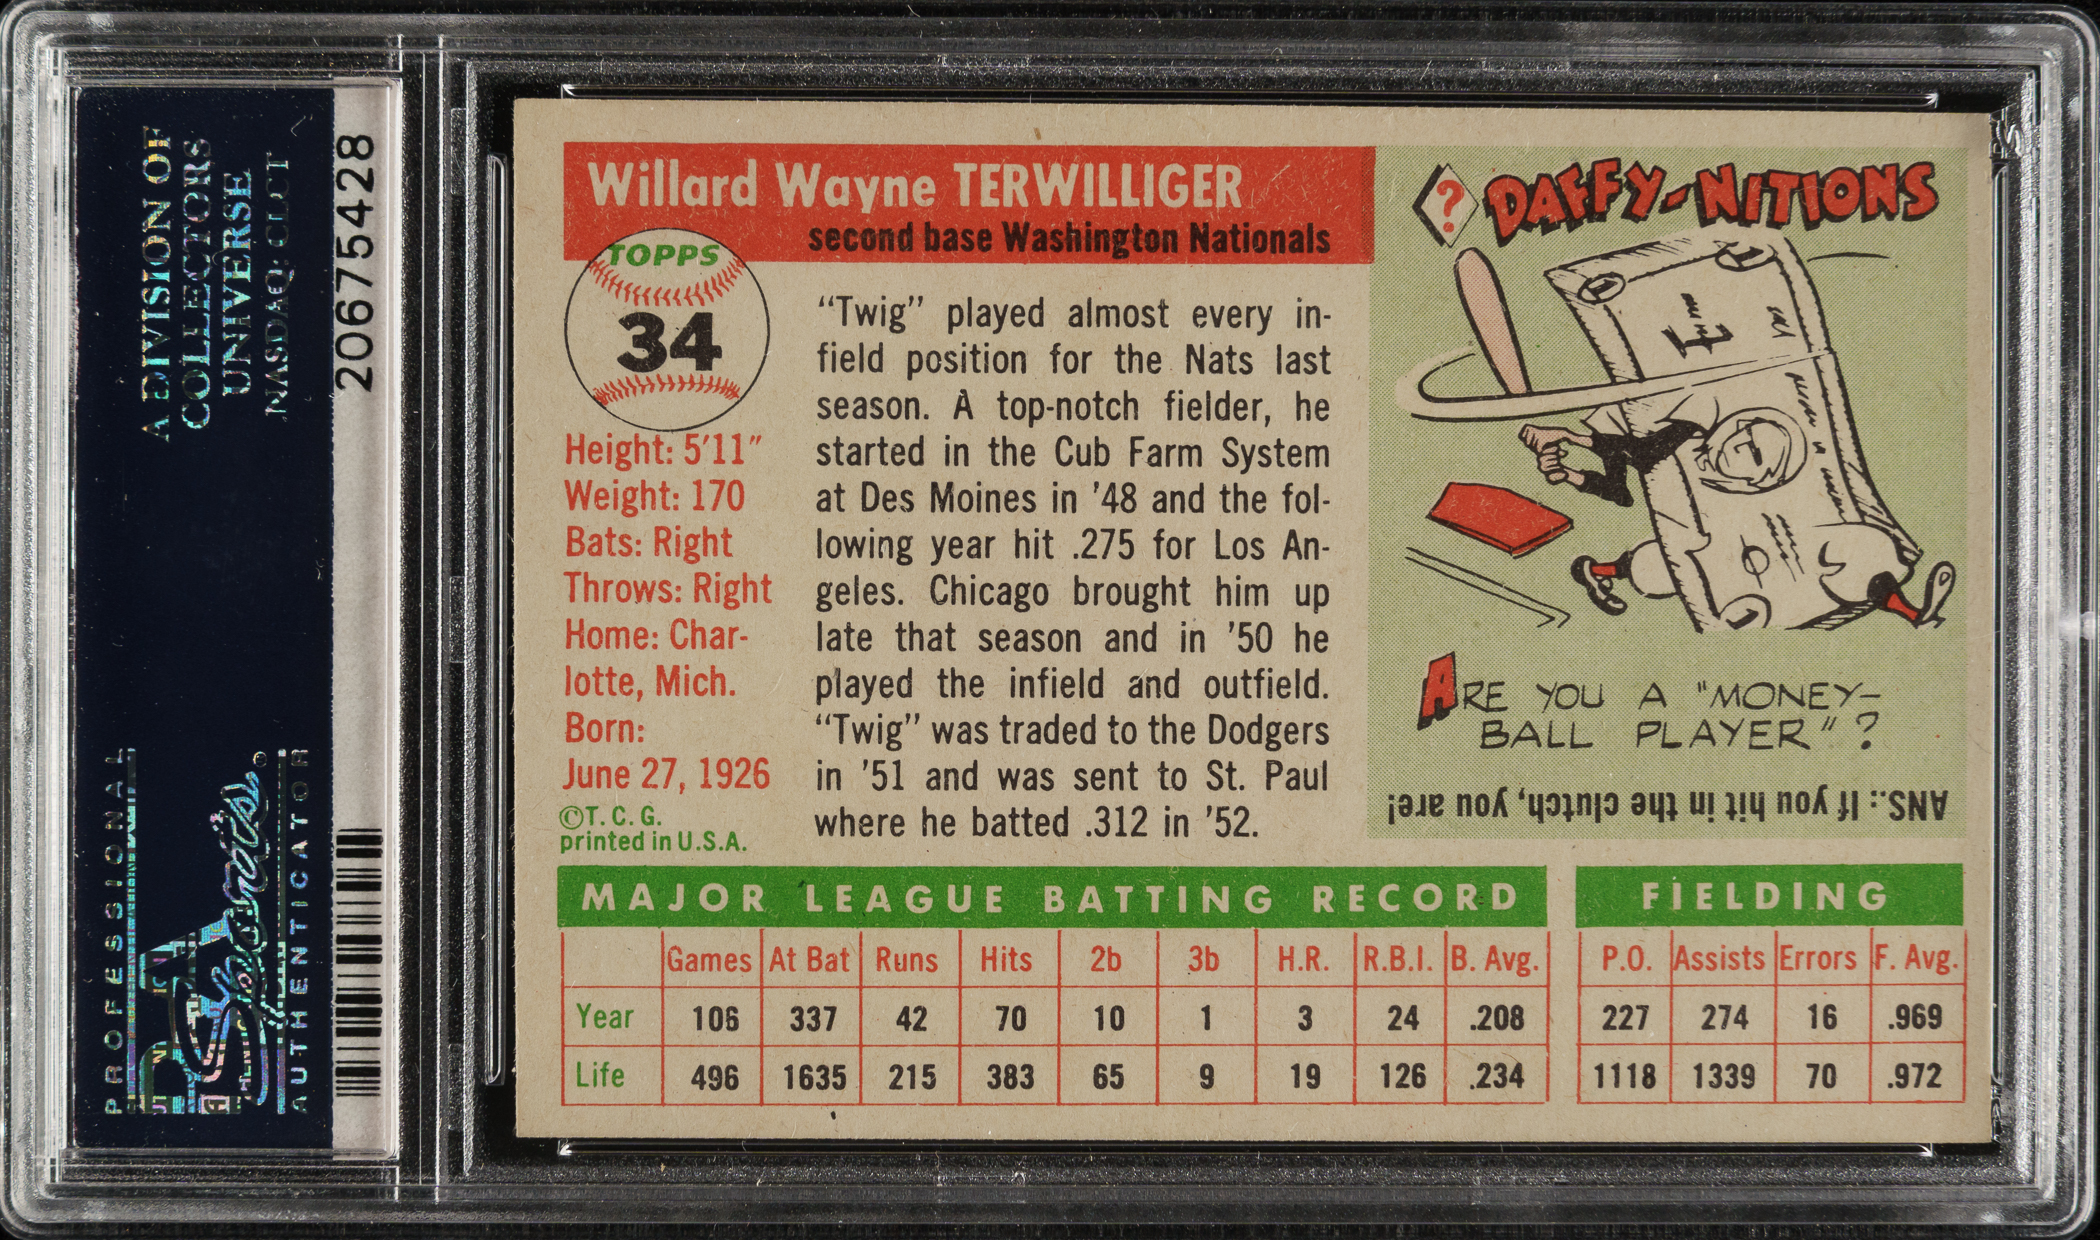 A DIVISION OF
COLLECTORS
UNIVERSE
NASDAQ: CLCT
20675428
PROFESSIONAL
PSA
Sports®
AUTHENTICATOR
Willard Wayne TERWILLIGER
second base Washington Nationals
TOPPS
34
Height: 5'11"
Weight: 170
Bats: Right
Throws: Right
Home: Char-
lotte, Mich.
Born:
June 27, 1926
©T. C. G.
printed in U.S.A.
"Twig" played almost every in-
field position for the Nats last
season. A top-notch fielder, he
started in the Cub Farm System
at Des Moines in '48 and the fol-
lowing year hit .275 for Los An-
geles. Chicago brought him up
late that season and in '50 he
played the infield and outfield.
"Twig" was traded to the Dodgers
in '51 and was sent to St. Paul
where he batted .312 in '52.
? DAFFY-NITIONS
1
1
1
ARE YOU A "MONEY-
BALL PLAYER"?
ANS.: If you hit in the clutch, you are!
MAJOR LEAGUE BATTING RECORD
Games At Bat Runs Hits 2b 3b H.R. R.B.I. B. Avg.
Year 106 337 42 70 10 1 3 24 .208
Life 496 1635 215 383 65 9 19 126 .234
FIELDING
P.O. Assists Errors F. Avg.
227 274 16 .969
1118 1339 70 .972